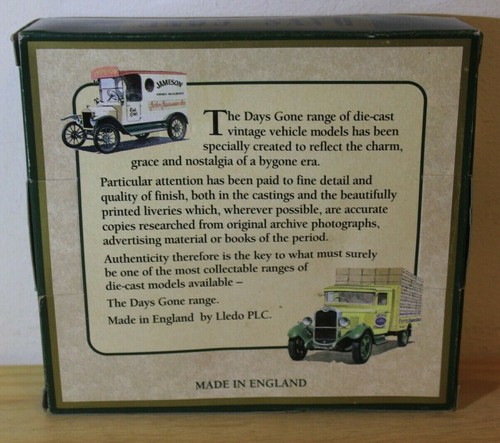 JAMESON
The Days Gone range of die-cast
vintage vehicle models has been
specially created to reflect the charm,
grace and nostalgia of a bygone era.
Particular attention has been paid to fine detail and
quality of finish, both in the castings and the beautifully
printed liveries which, wherever possible, are accurate
copies researched from original archive photographs,
advertising material or books of the period.
Authenticity therefore is the key to what must surely
be one of the most collectable ranges of
die-cast models available –
The Days Gone range.
Made in England by Lledo PLC.
MADE IN ENGLAND